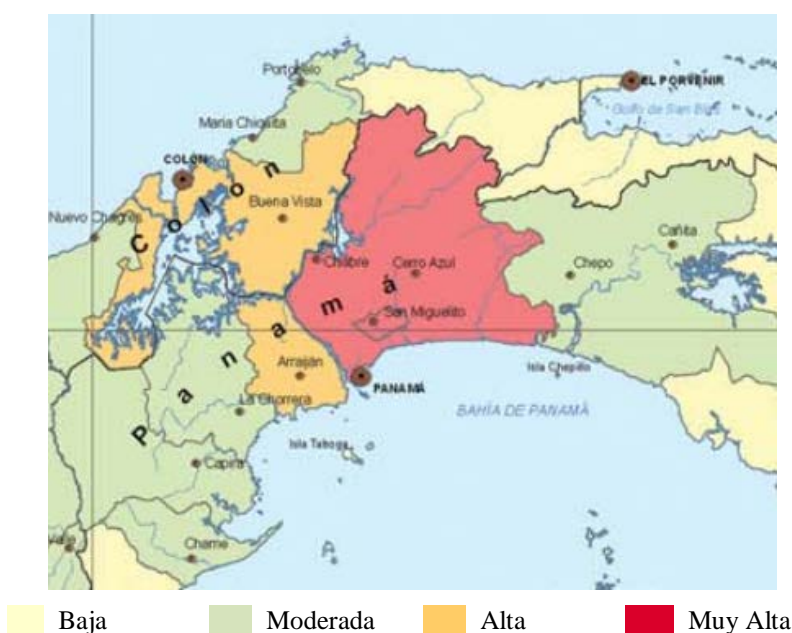 Portobelo
EL PORVENIR
Golfo de San Blas
María Chiquita
COLÓN
Colon
Buena Vista
Nuevo Chagres
Cañita
Chilibre
Cerro Azul
Chepo
Panamá
San Miguelito
Arraiján
Isla Chepillo
PANAMÁ
La Chorrera
BAHÍA DE PANAMÁ
Isla Taboga
Capira
Chame
Baja
Moderada
Alta
Muy Alta